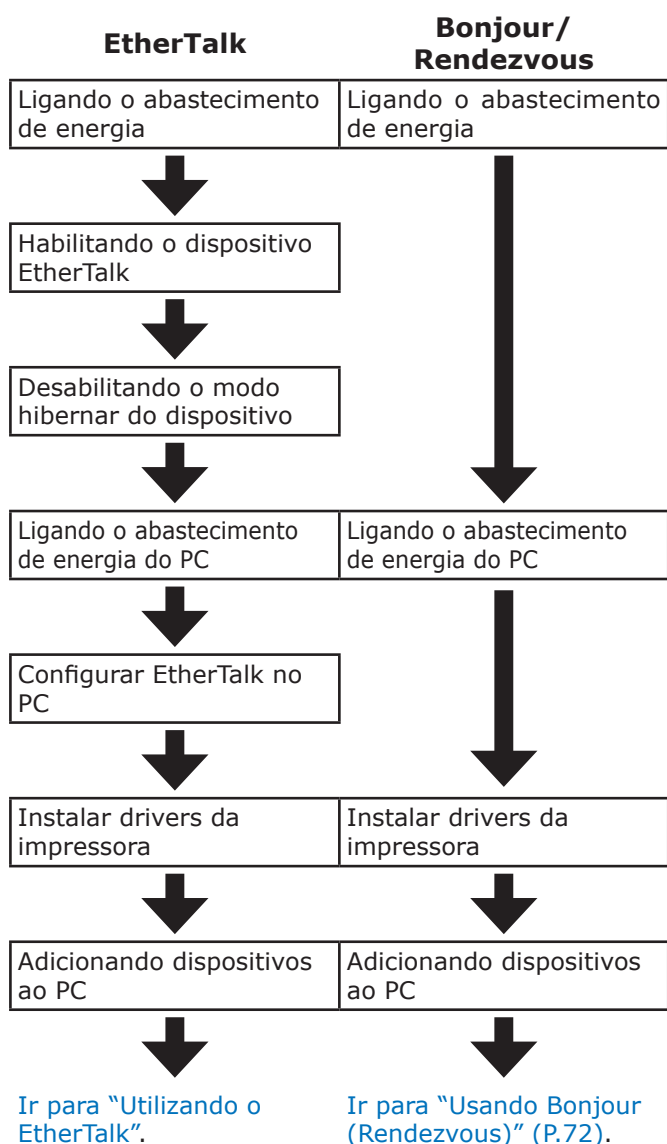 EtherTalk
Bonjour/
Rendezvous
Ligando o abastecimento
de energia
Ligando o abastecimento
de energia
Habilitando o dispositivo
EtherTalk
Desabilitando o modo
hibernar do dispositivo
Ligando o abastecimento
de energia do PC
Ligando o abastecimento
de energia do PC
Configurar EtherTalk no
PC
Instalar drivers da
impressora
Instalar drivers da
impressora
Adicionando dispositivos
ao PC
Adicionando dispositivos
ao PC
Ir para “Utilizando o
EtherTalk”.
Ir para “Usando Bonjour
(Rendezvous)” (P.72).